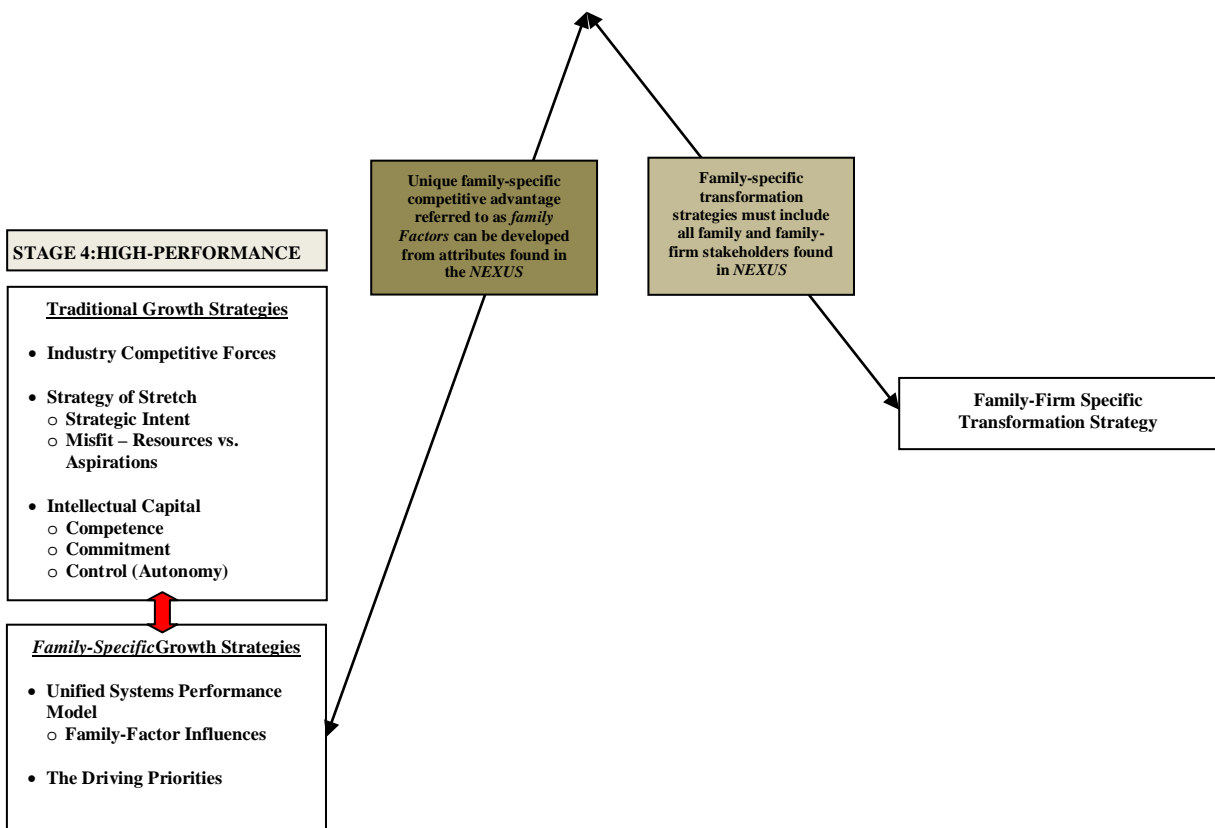 STAGE 4:HIGH-PERFORMANCE
Traditional Growth Strategies
• Industry Competitive Forces
• Strategy of Stretch
o Strategic Intent
o Misfit – Resources vs.
Aspirations
• Intellectual Capital
o Competence
o Commitment
o Control (Autonomy)
Family-SpecificGrowth Strategies
• Unified Systems Performance
Model
o Family-Factor Influences
• The Driving Priorities
Unique family-specific
competitive advantage
referred to as family
Factors can be developed
from attributes found in
the NEXUS
Family-specific
transformation
strategies must include
all family and family-
firm stakeholders found
in NEXUS
Family-Firm Specific
Transformation Strategy